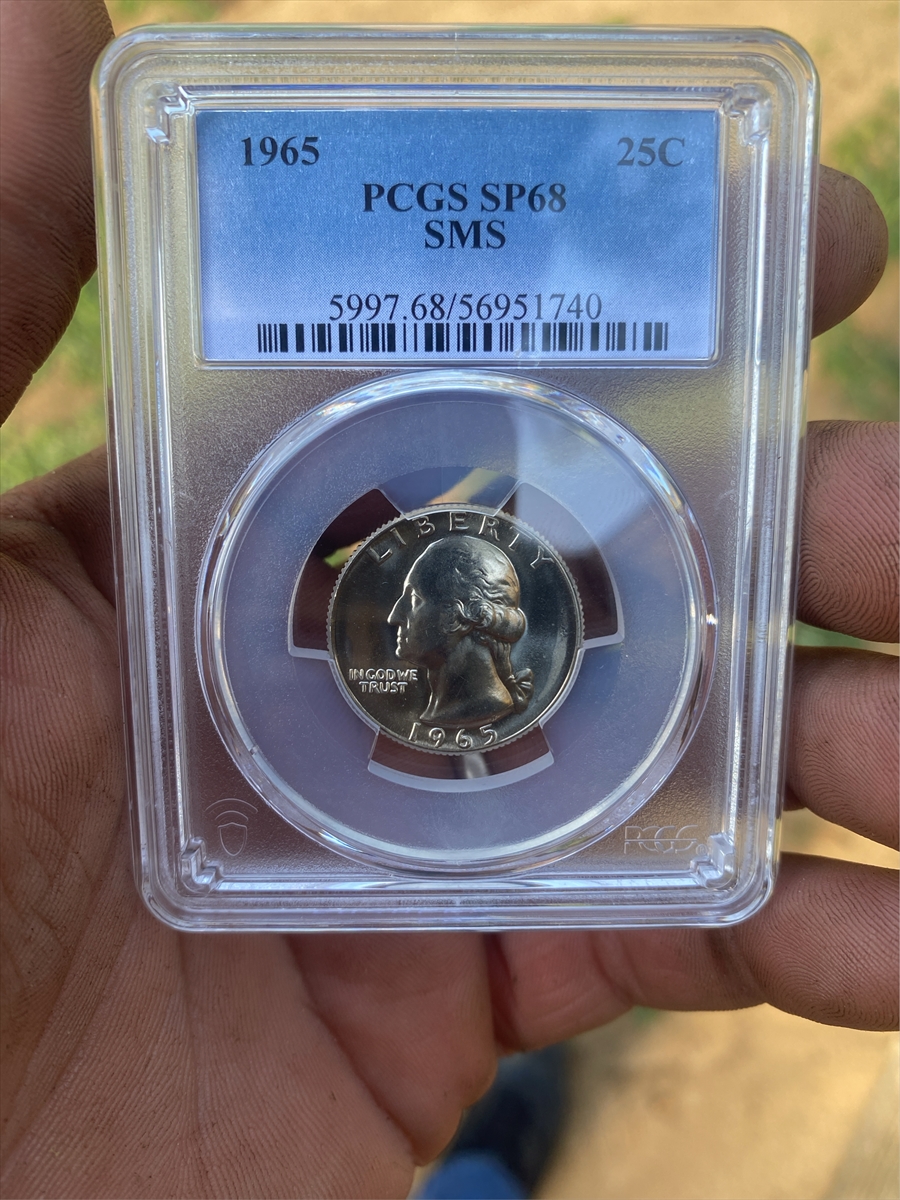 1965 25C
PCGS SP68
SMS
5997.68/56951740
LIBERTY
IN GOD WE
TRUST
1965
PCGS